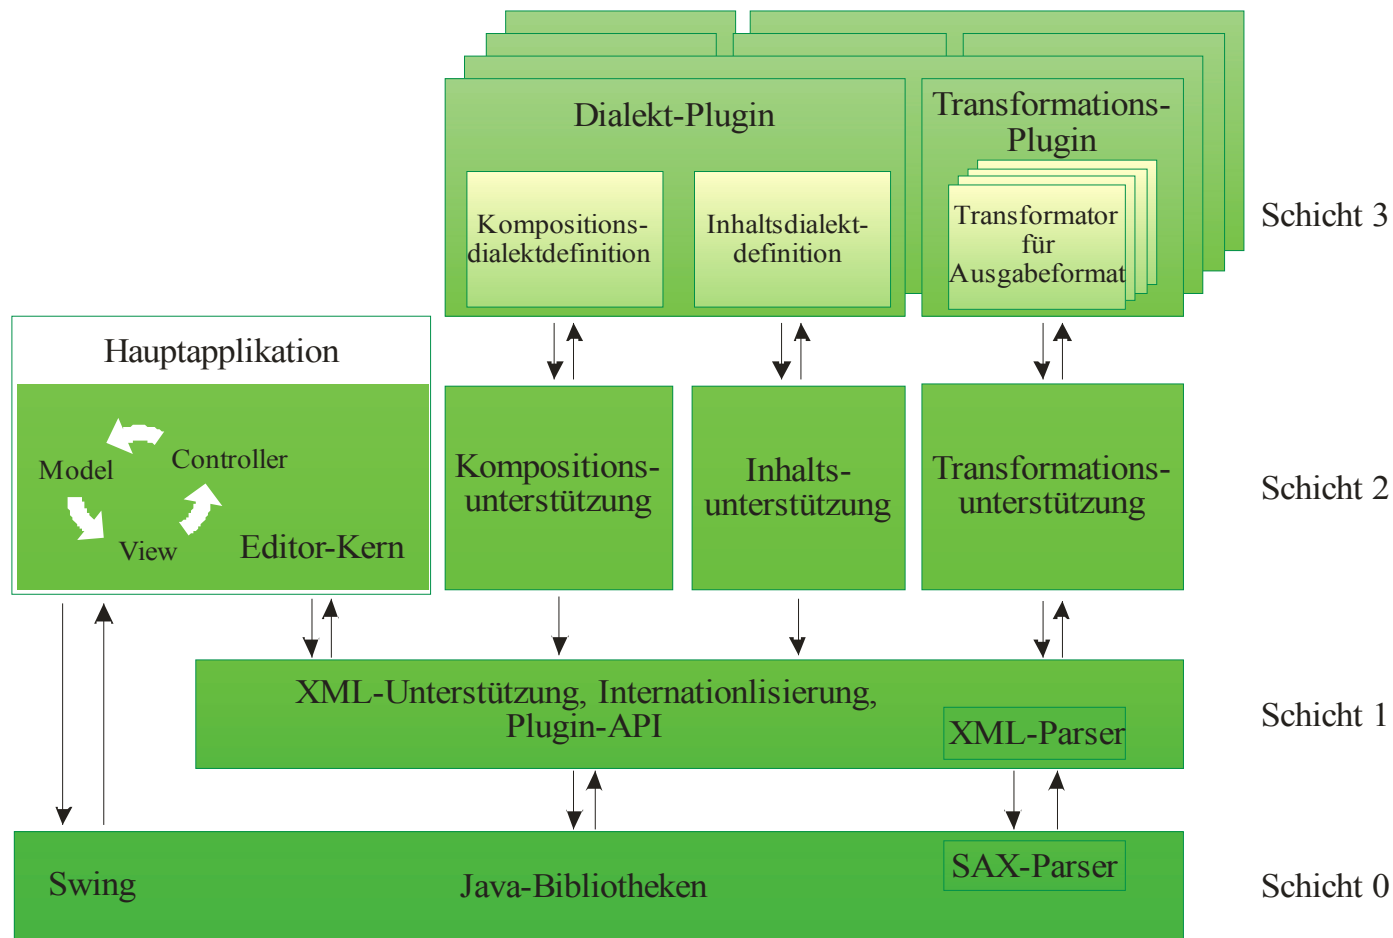 Dialekt-Plugin
Transformations-
Plugin
Kompositions-
dialektdefinition
Inhaltsdialekt-
definition
Transformator
für
Ausgabeformat
Schicht 3
Hauptapplikation
Model
Controller
View
Editor-Kern
Kompositions-
unterstützung
Inhalts-
unterstützung
Transformations-
unterstützung
Schicht 2
XML-Unterstützung, Internationlisierung,
Plugin-API
XML-Parser
Schicht 1
Swing
Java-Bibliotheken
SAX-Parser
Schicht 0